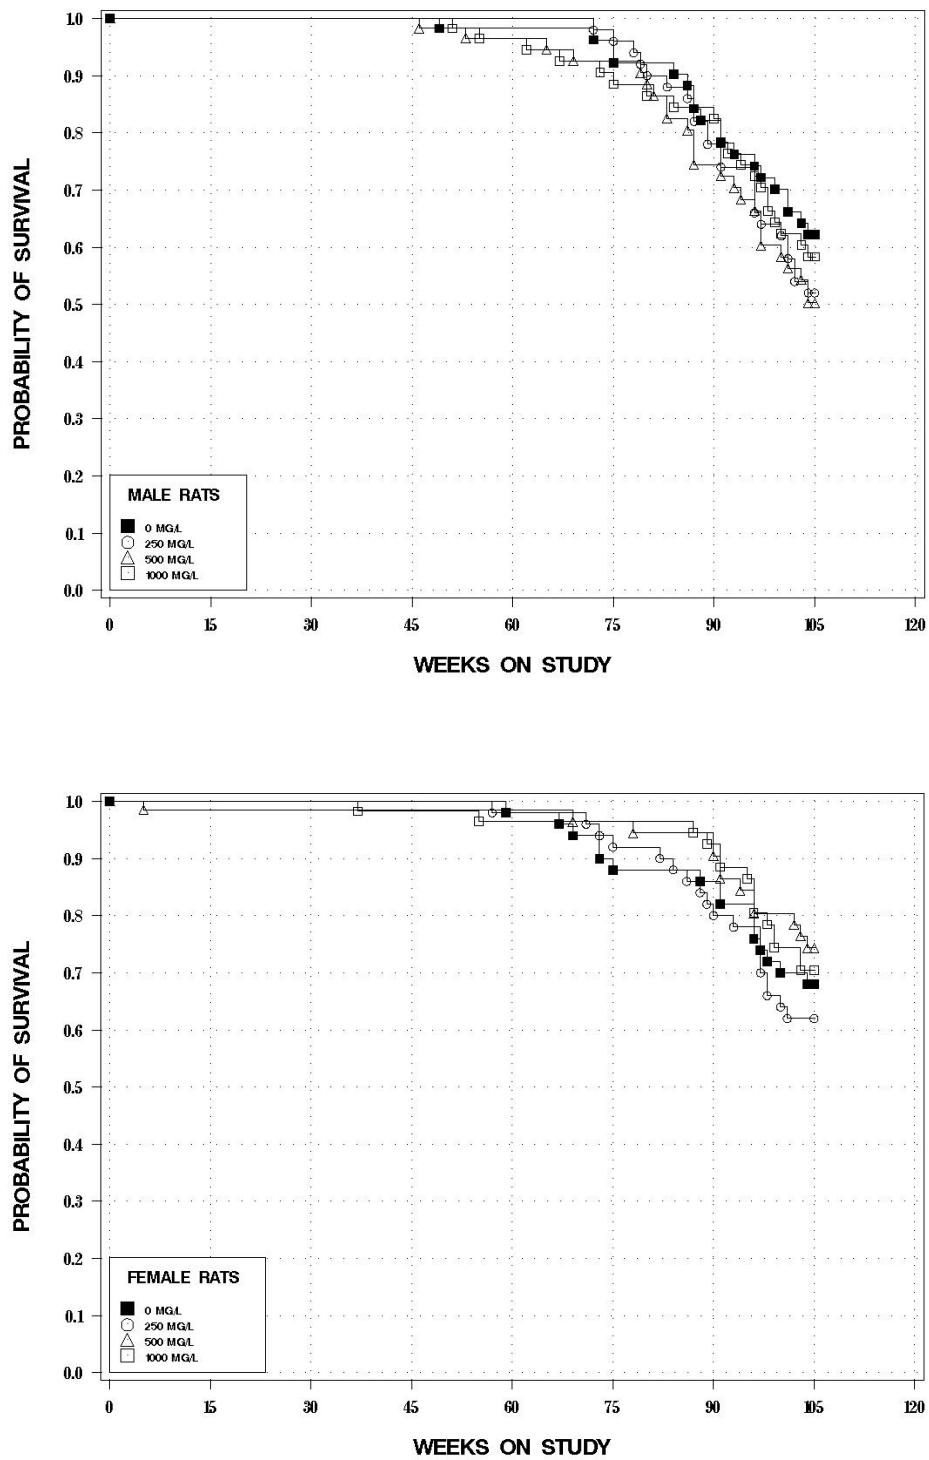 PROBABILITY OF SURVIVAL
1.0
0.9
0.8
0.7
0.6
0.5
0.4
0.3
0.2
0.1
0.0
MALE RATS
0 MG/L
250 MG/L
500 MG/L
1000 MG/L
0 15 30 45 60 75 90 105 120
WEEKS ON STUDY
PROBABILITY OF SURVIVAL
1.0
0.9
0.8
0.7
0.6
0.5
0.4
0.3
0.2
0.1
0.0
FEMALE RATS
0 MG/L
250 MG/L
500 MG/L
1000 MG/L
0 15 30 45 60 75 90 105 120
WEEKS ON STUDY